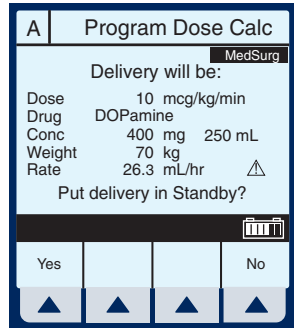 A Program Dose Calc
MedSurg
Delivery will be:
Dose 10 mcg/kg/min
Drug DOPamine
Conc 400 mg 250 mL
Weight 70 kg
Rate 26.3 mL/hr
Put delivery in Standby?
Yes No